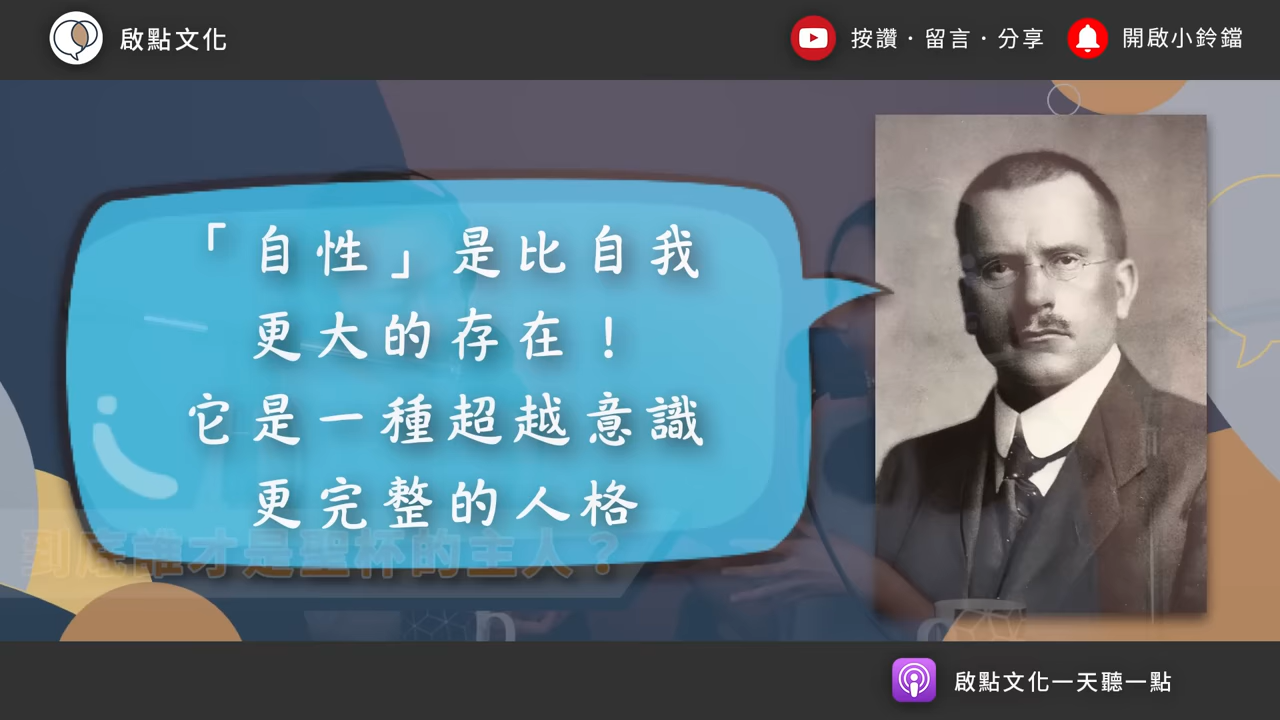 啟點文化
按讚・留言・分享
開啟小鈴鐺
「自性」是比自我
更大的存在！
它是一種超越意識
更完整的人格
到底誰才是聖杯的主人？
啟點文化一天聽一點